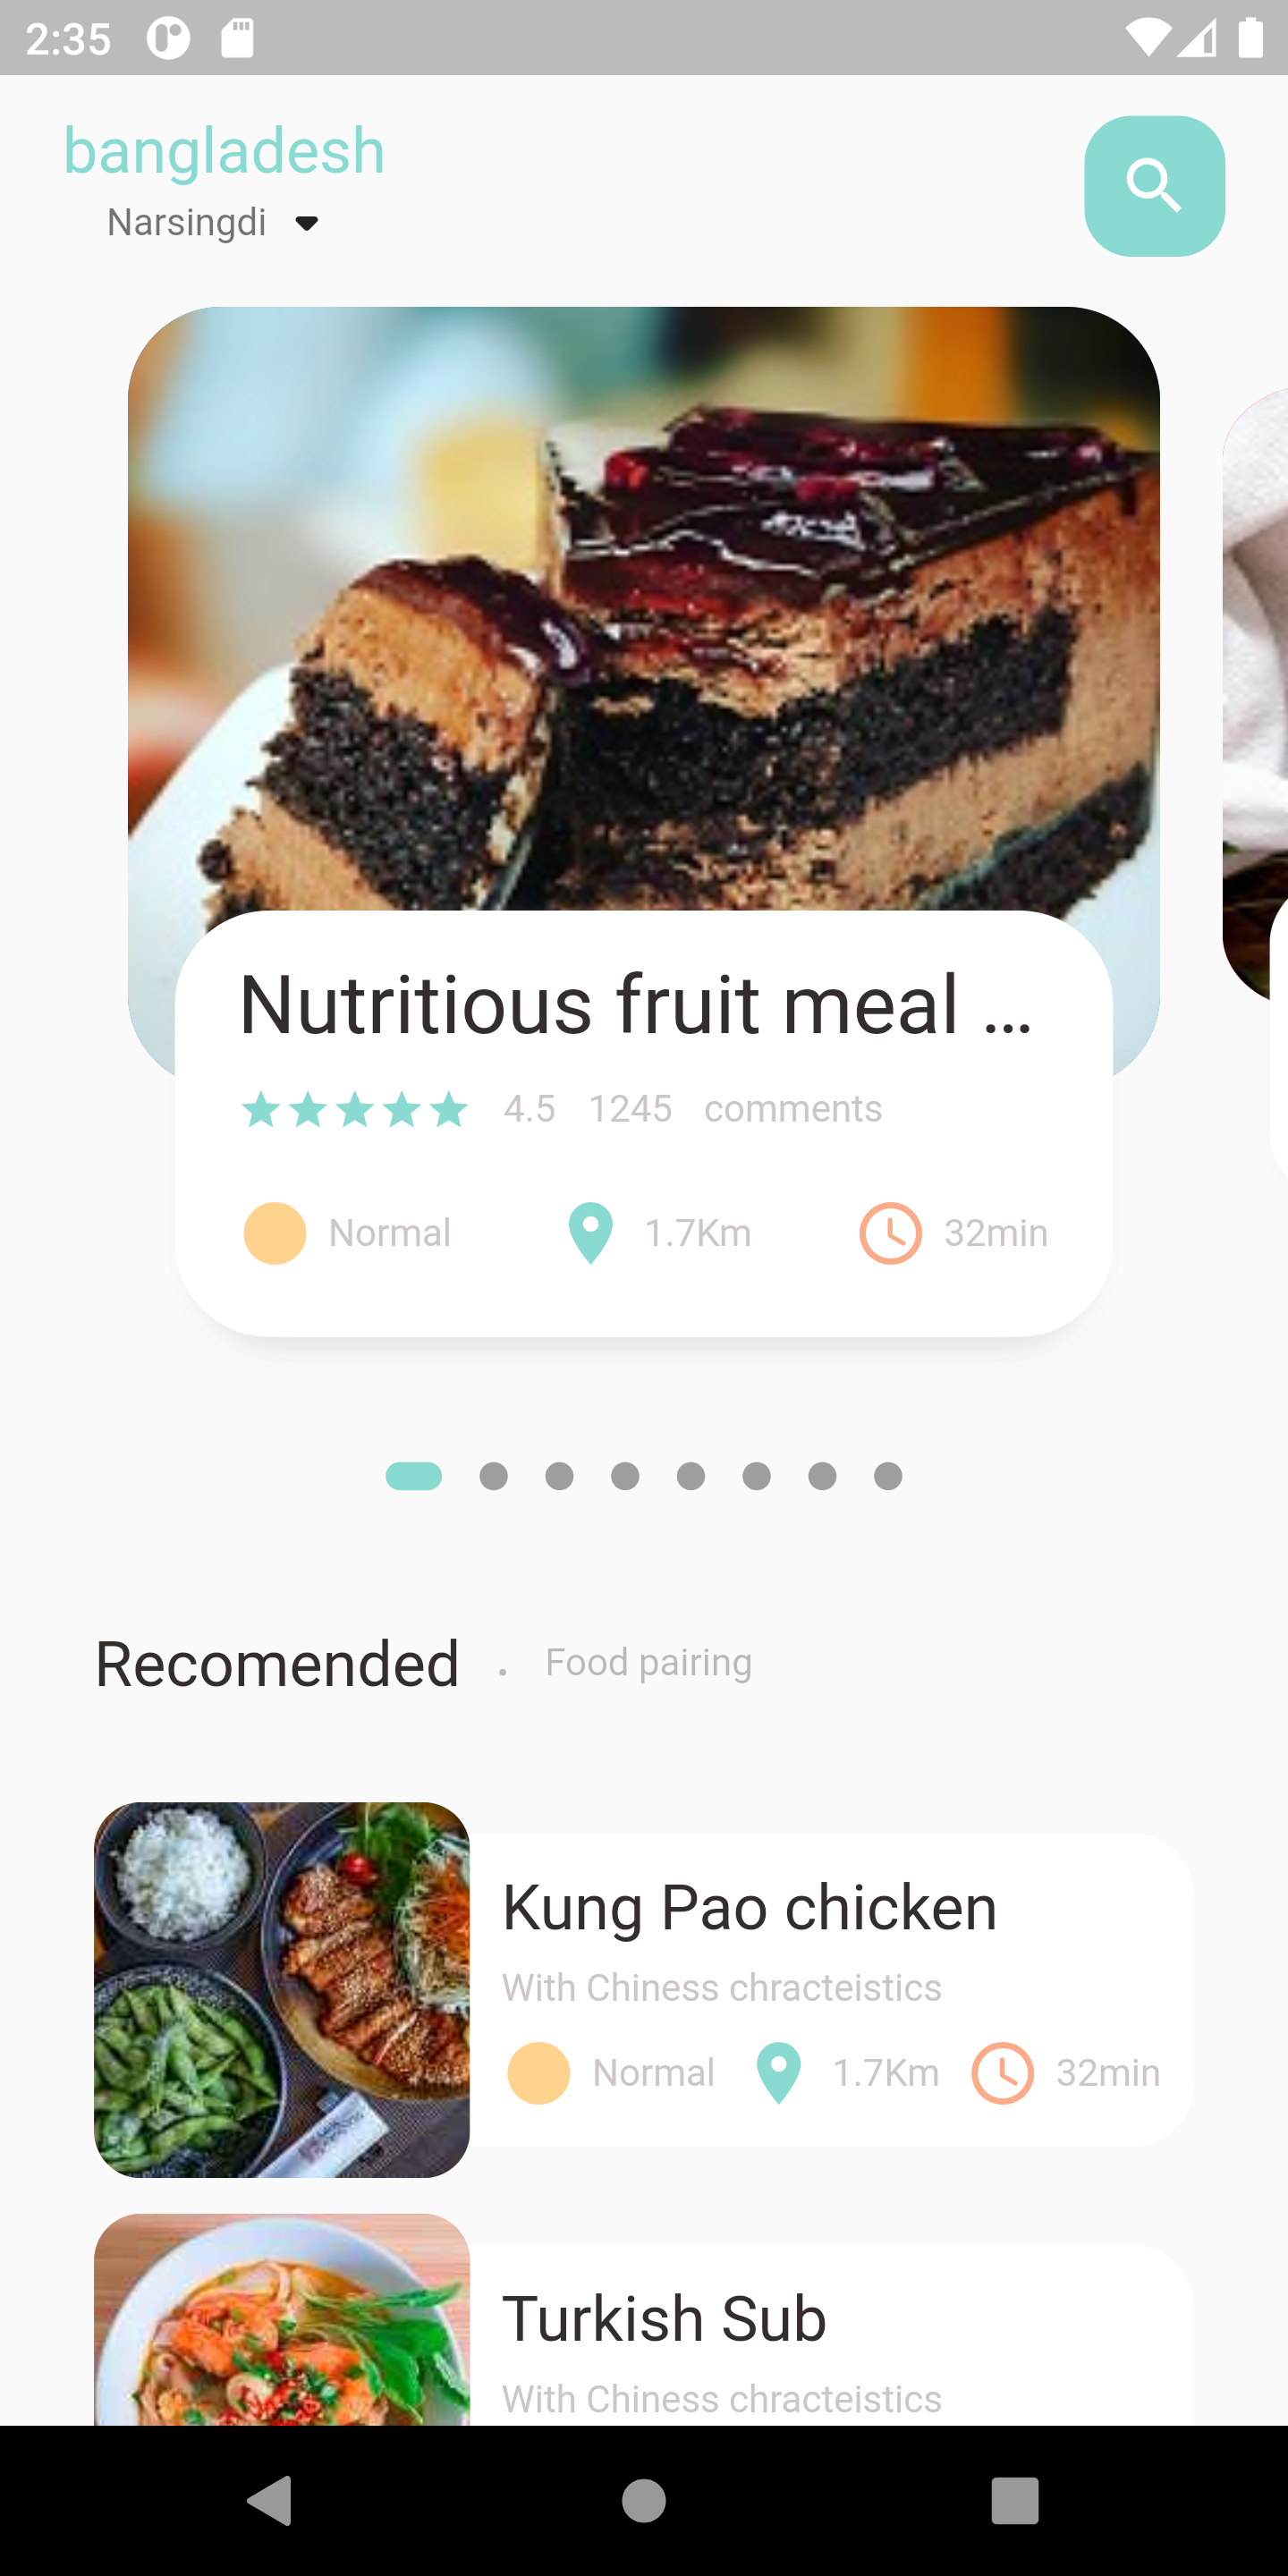 2:35
bangladesh
Narsingdi
Nutritious fruit meal ...
4.5 1245 comments
Normal 1.7Km 32min
Recomended . Food pairing
Kung Pao chicken
With Chiness chracteistics
Normal 1.7Km 32min
Turkish Sub
With Chiness chracteistics